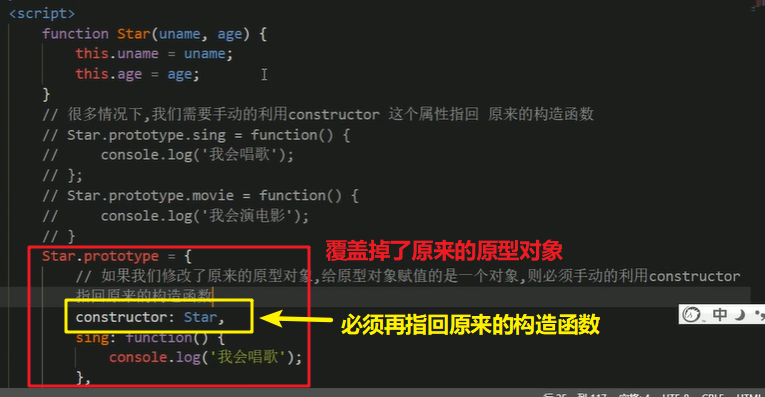 <script>
function Star(uname, age) {
this.uname = uname;
this.age = age;
}
// 很多情况下,我们需要手动的利用constructor 这个属性指回 原来的构造函数
// Star.prototype.sing = function() {
//     console.log('我会唱歌');
// };
// Star.prototype.movie = function() {
//     console.log('我会演电影');
// }
覆盖掉了原来的原型对象
Star.prototype = {
// 如果我们修改了原来的原型对象,给原型对象赋值的是一个对象,则必须手动的利用constructor
指回原来的构造函数
constructor: Star,
必须再指回原来的构造函数
中
sing: function() {
console.log('我会唱歌');
},